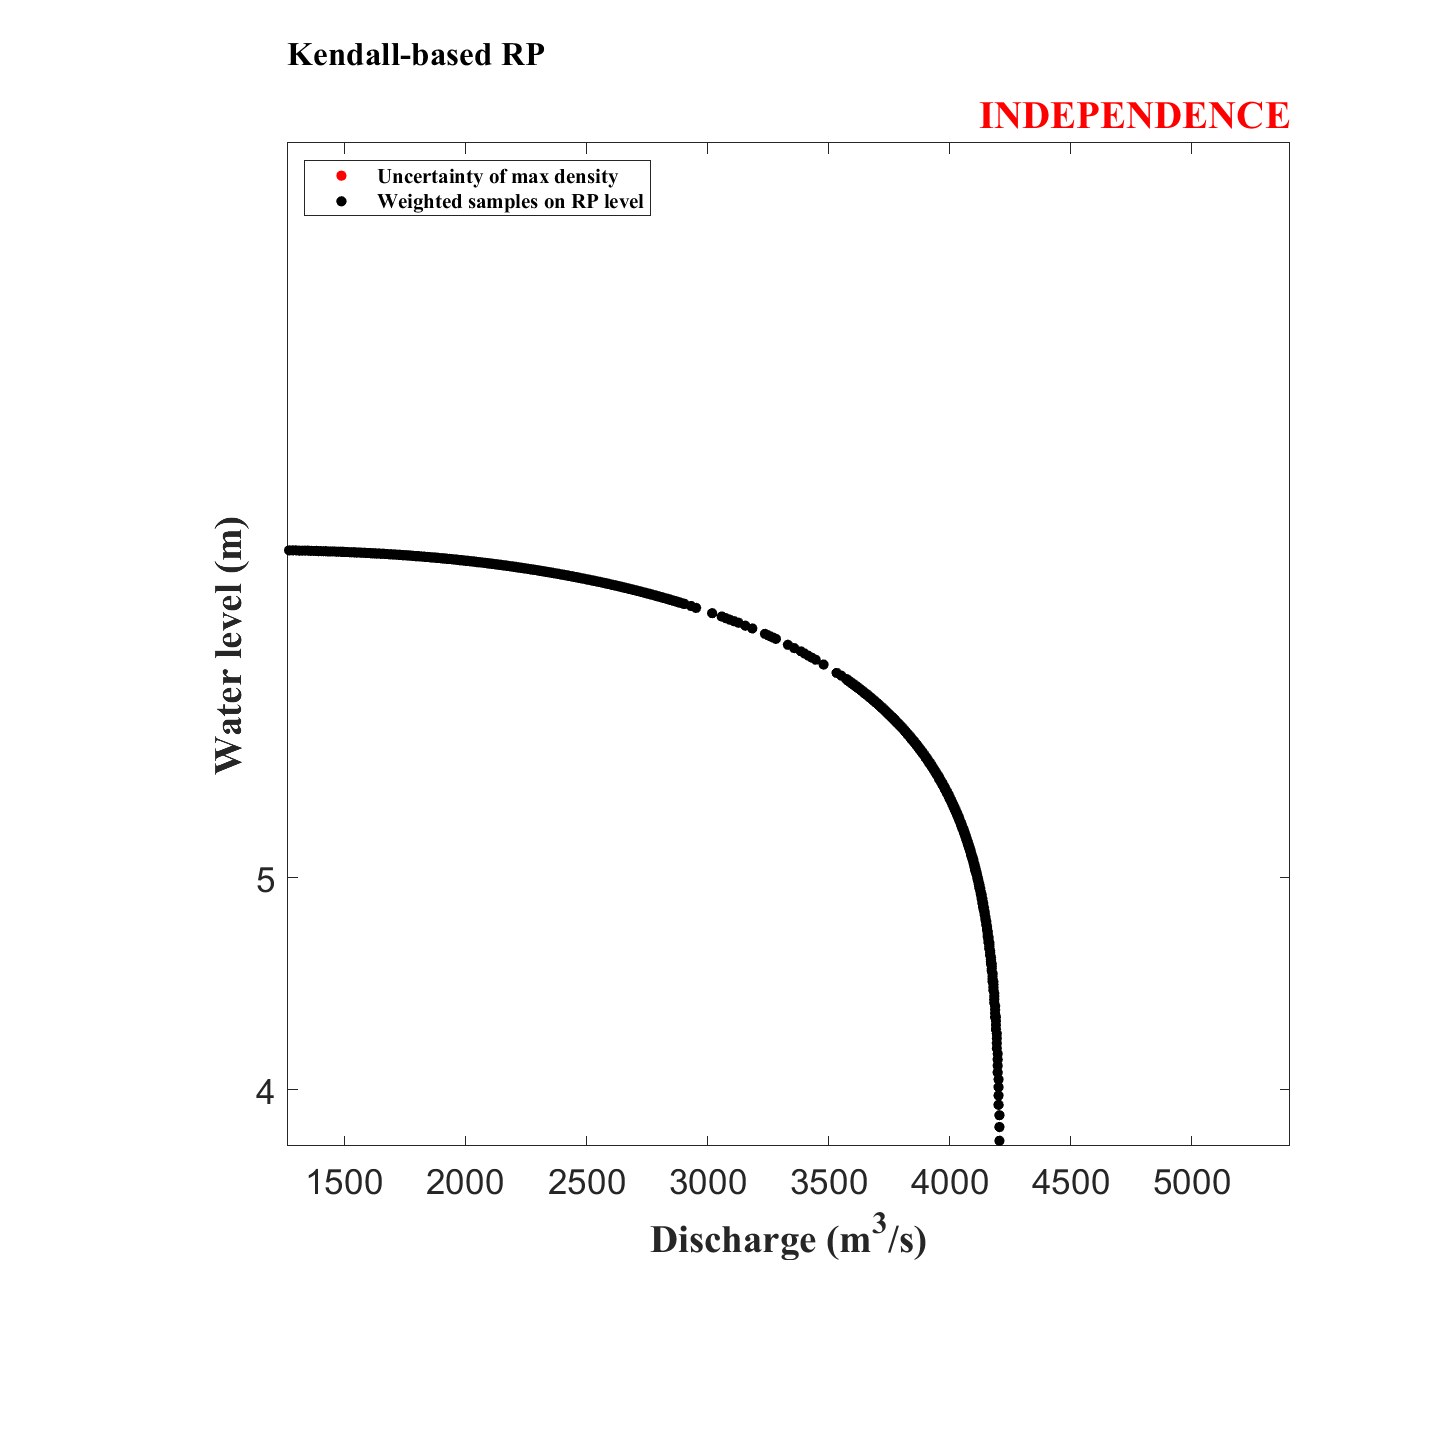 Kendall-based RP
INDEPENDENCE
Uncertainty of max density
Weighted samples on RP level
Water level (m)
5
4
1500 2000 2500 3000 3500 4000 4500 5000
Discharge (m³/s)